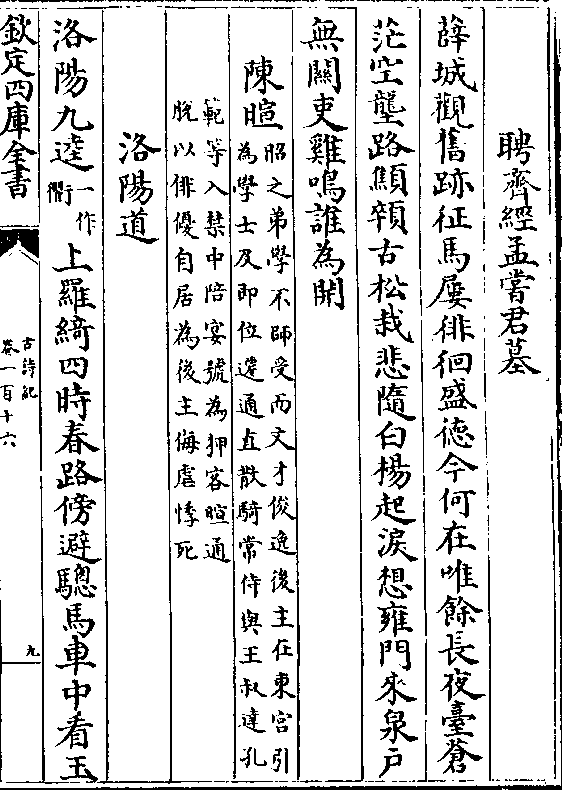 聘齊經孟嘗君墓
薛城觀舊跡征馬屢徘徊盛德今何在唯餘長夜臺蒼
茫空壟路顦顇古松栽悲隨白楊起淚想雍門來泉戶
無關吏雞鳴誰為開
陳暄昭之弟學不師受而文才俊逸後主在東宮引
為學士及即位遷通直散騎常侍與王叔達孔
範等入禁中陪宴號為狎客暄通
脫以俳優自居為後主侮虐悸死
洛陽道
洛陽九逵一作衢上羅綺四時春路傍避驄馬車中看玉
欽定四庫全書
古詩紀
卷一百十六
九